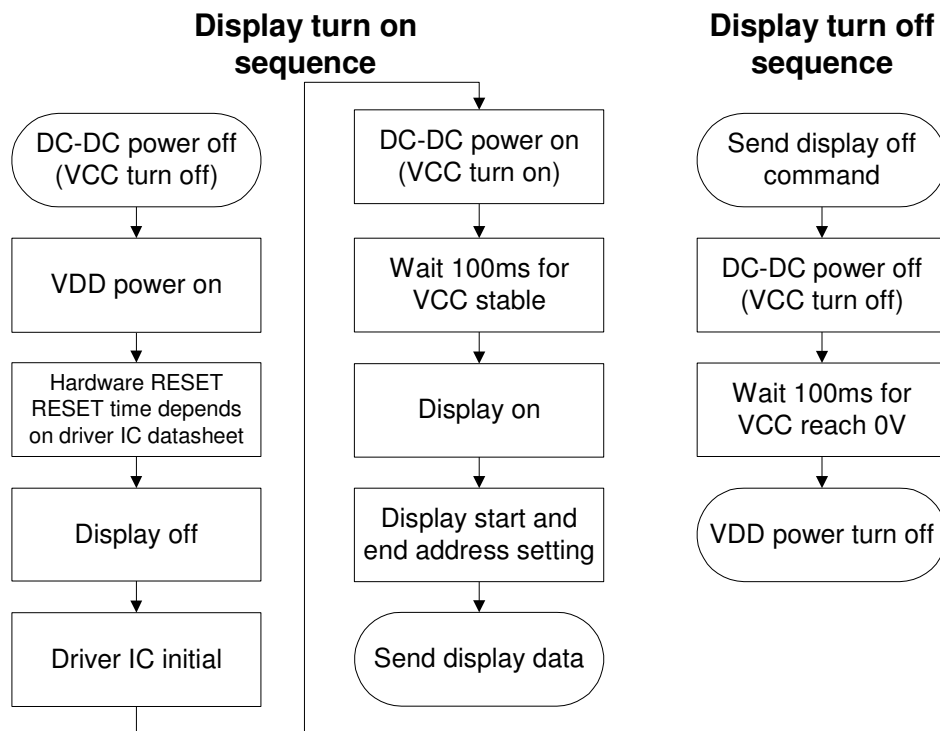 Display turn on
sequence
DC-DC power off
(VCC turn off)
VDD power on
Hardware RESET
RESET time depends
on driver IC datasheet
Display off
Driver IC initial
DC-DC power on
(VCC turn on)
Wait 100ms for
VCC stable
Display on
Display start and
end address setting
Send display data
Display turn off
sequence
Send display off
command
DC-DC power off
(VCC turn off)
Wait 100ms for
VCC reach 0V
VDD power turn off